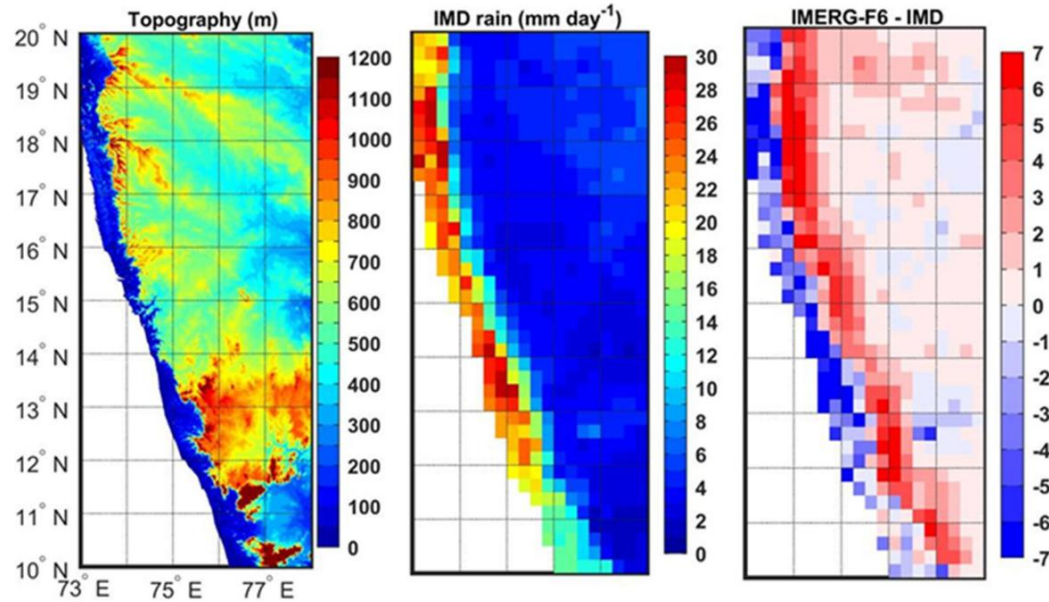 Topography (m)
IMD rain (mm day-1)
IMERG-F6 - IMD
20° N
19° N
18° N
17° N
16° N
15° N
14° N
13° N
12° N
11° N
10° N
73° E
75° E
77° E
1200
1100
1000
900
800
700
600
500
400
300
200
100
0
30
28
26
24
22
20
18
16
14
12
10
8
6
4
2
0
7
6
5
4
3
2
1
0
-1
-2
-3
-4
-5
-6
-7